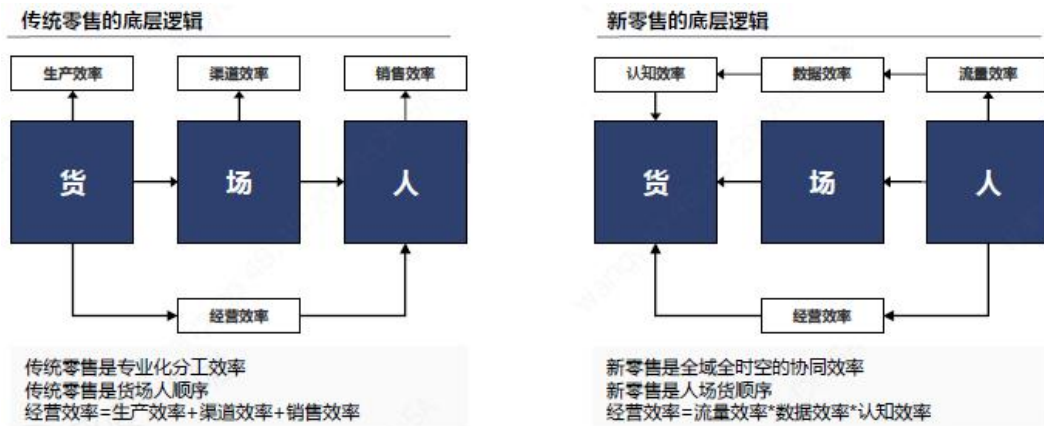 传统零售的底层逻辑
生产效率
渠道效率
销售效率
货
场
人
经营效率
传统零售是专业化分工效率
传统零售是货场人顺序
经营效率=生产效率+渠道效率+销售效率
新零售的底层逻辑
认知效率
数据效率
流量效率
货
场
人
经营效率
新零售是全域全时空的协同效率
新零售是人场货顺序
经营效率=流量效率*数据效率*认知效率